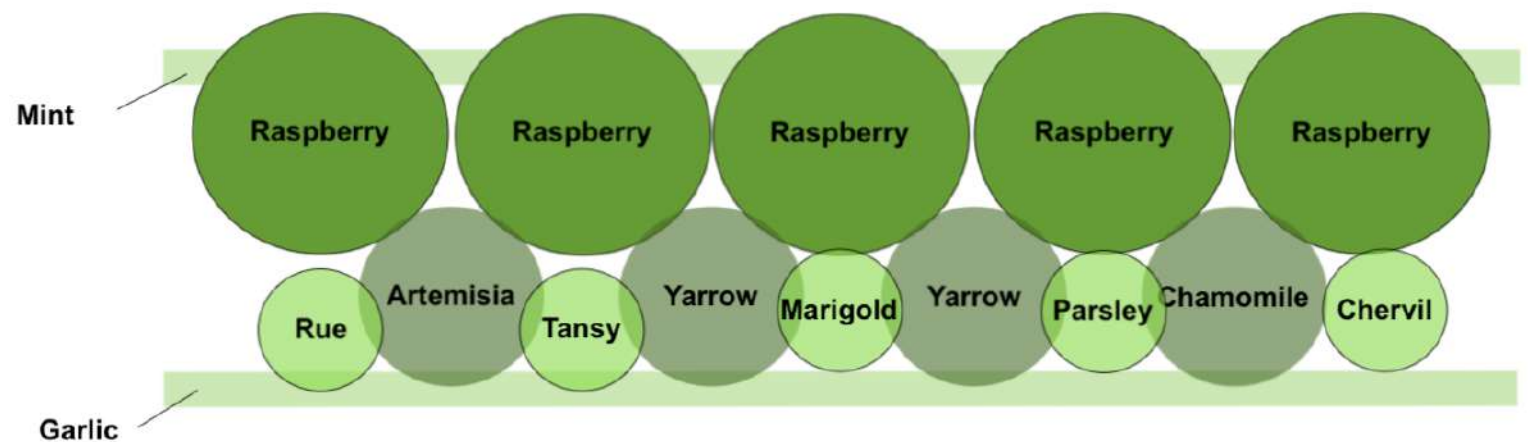 Mint
Raspberry Raspberry Raspberry Raspberry Raspberry
Artemisia Yarrow Yarrow Chamomile
Rue Tansy Marigold Parsley Chervil
Garlic